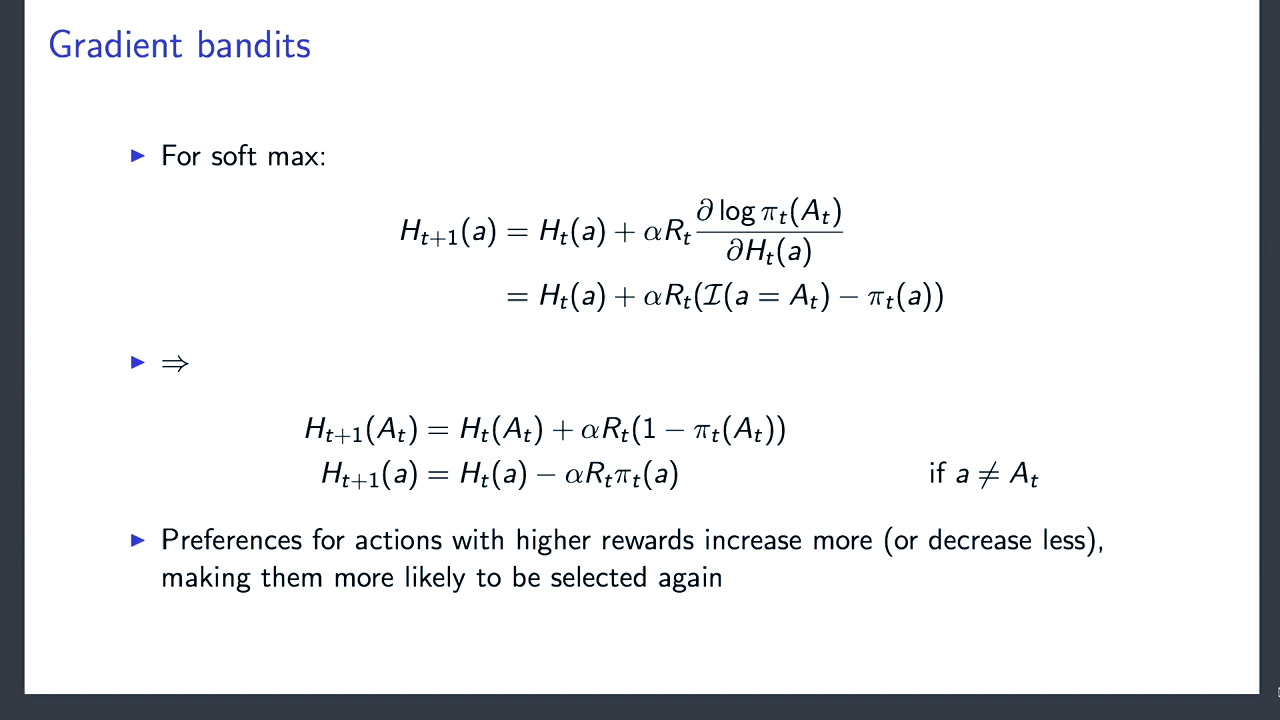 Gradient bandits
▶ For soft max:
H_{t+1}(a) = H_t(a) + αR_t \frac{∂ log π_t(A_t)}{∂H_t(a)}
= H_t(a) + αR_t(𝓘(a = A_t) − π_t(a))
▶ ⇒
H_{t+1}(A_t) = H_t(A_t) + αR_t(1 − π_t(A_t))
H_{t+1}(a) = H_t(a) − αR_tπ_t(a) if a ≠ A_t
▶ Preferences for actions with higher rewards increase more (or decrease less),
making them more likely to be selected again